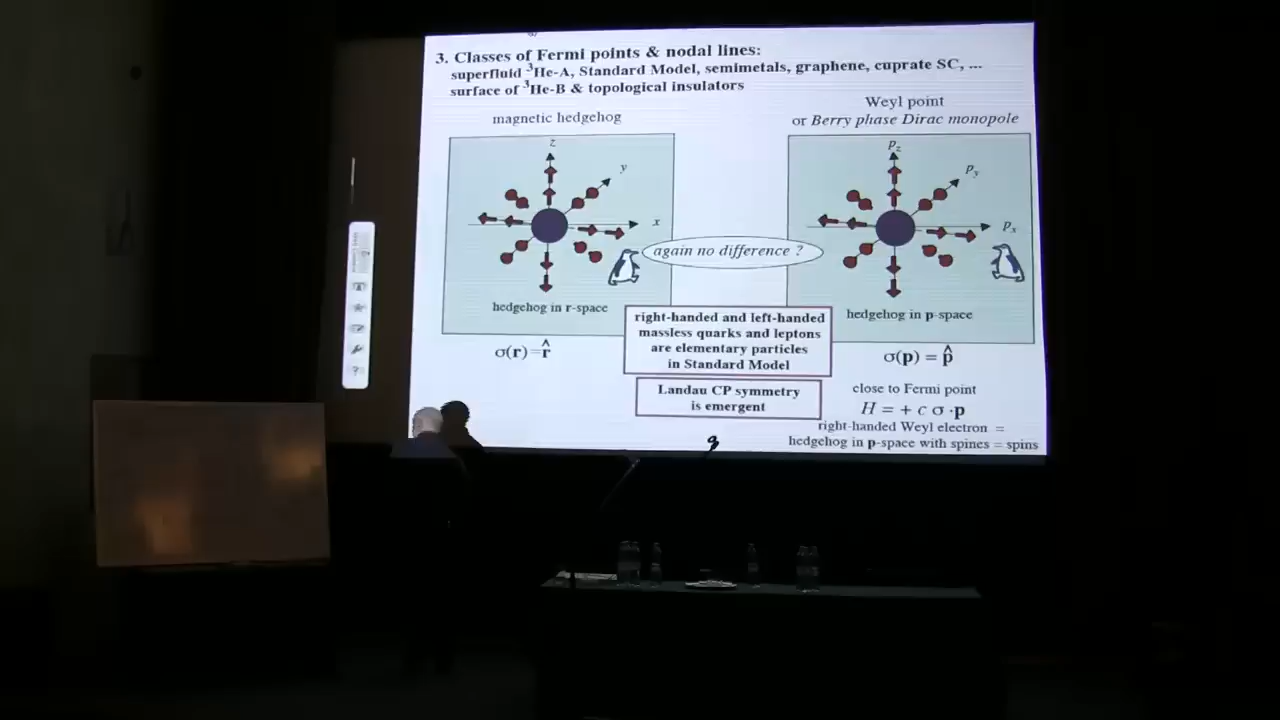 3. Classes of Fermi points & nodal lines:
superfluid ³He-A, Standard Model, semimetals, graphene, cuprate SC, ...
surface of ³He-B & topological insulators
magnetic hedgehog
Weyl point
or Berry phase Dirac monopole
z
y
x
p_z
p_y
p_x
again no difference ?
hedgehog in r-space
hedgehog in p-space
σ(r) = r̂
σ(p) = p̂
right-handed and left-handed
massless quarks and leptons
are elementary particles
in Standard Model
Landau CP symmetry
is emergent
close to Fermi point
H = + c σ · p
right-handed Weyl electron =
hedgehog in p-space with spines = spins